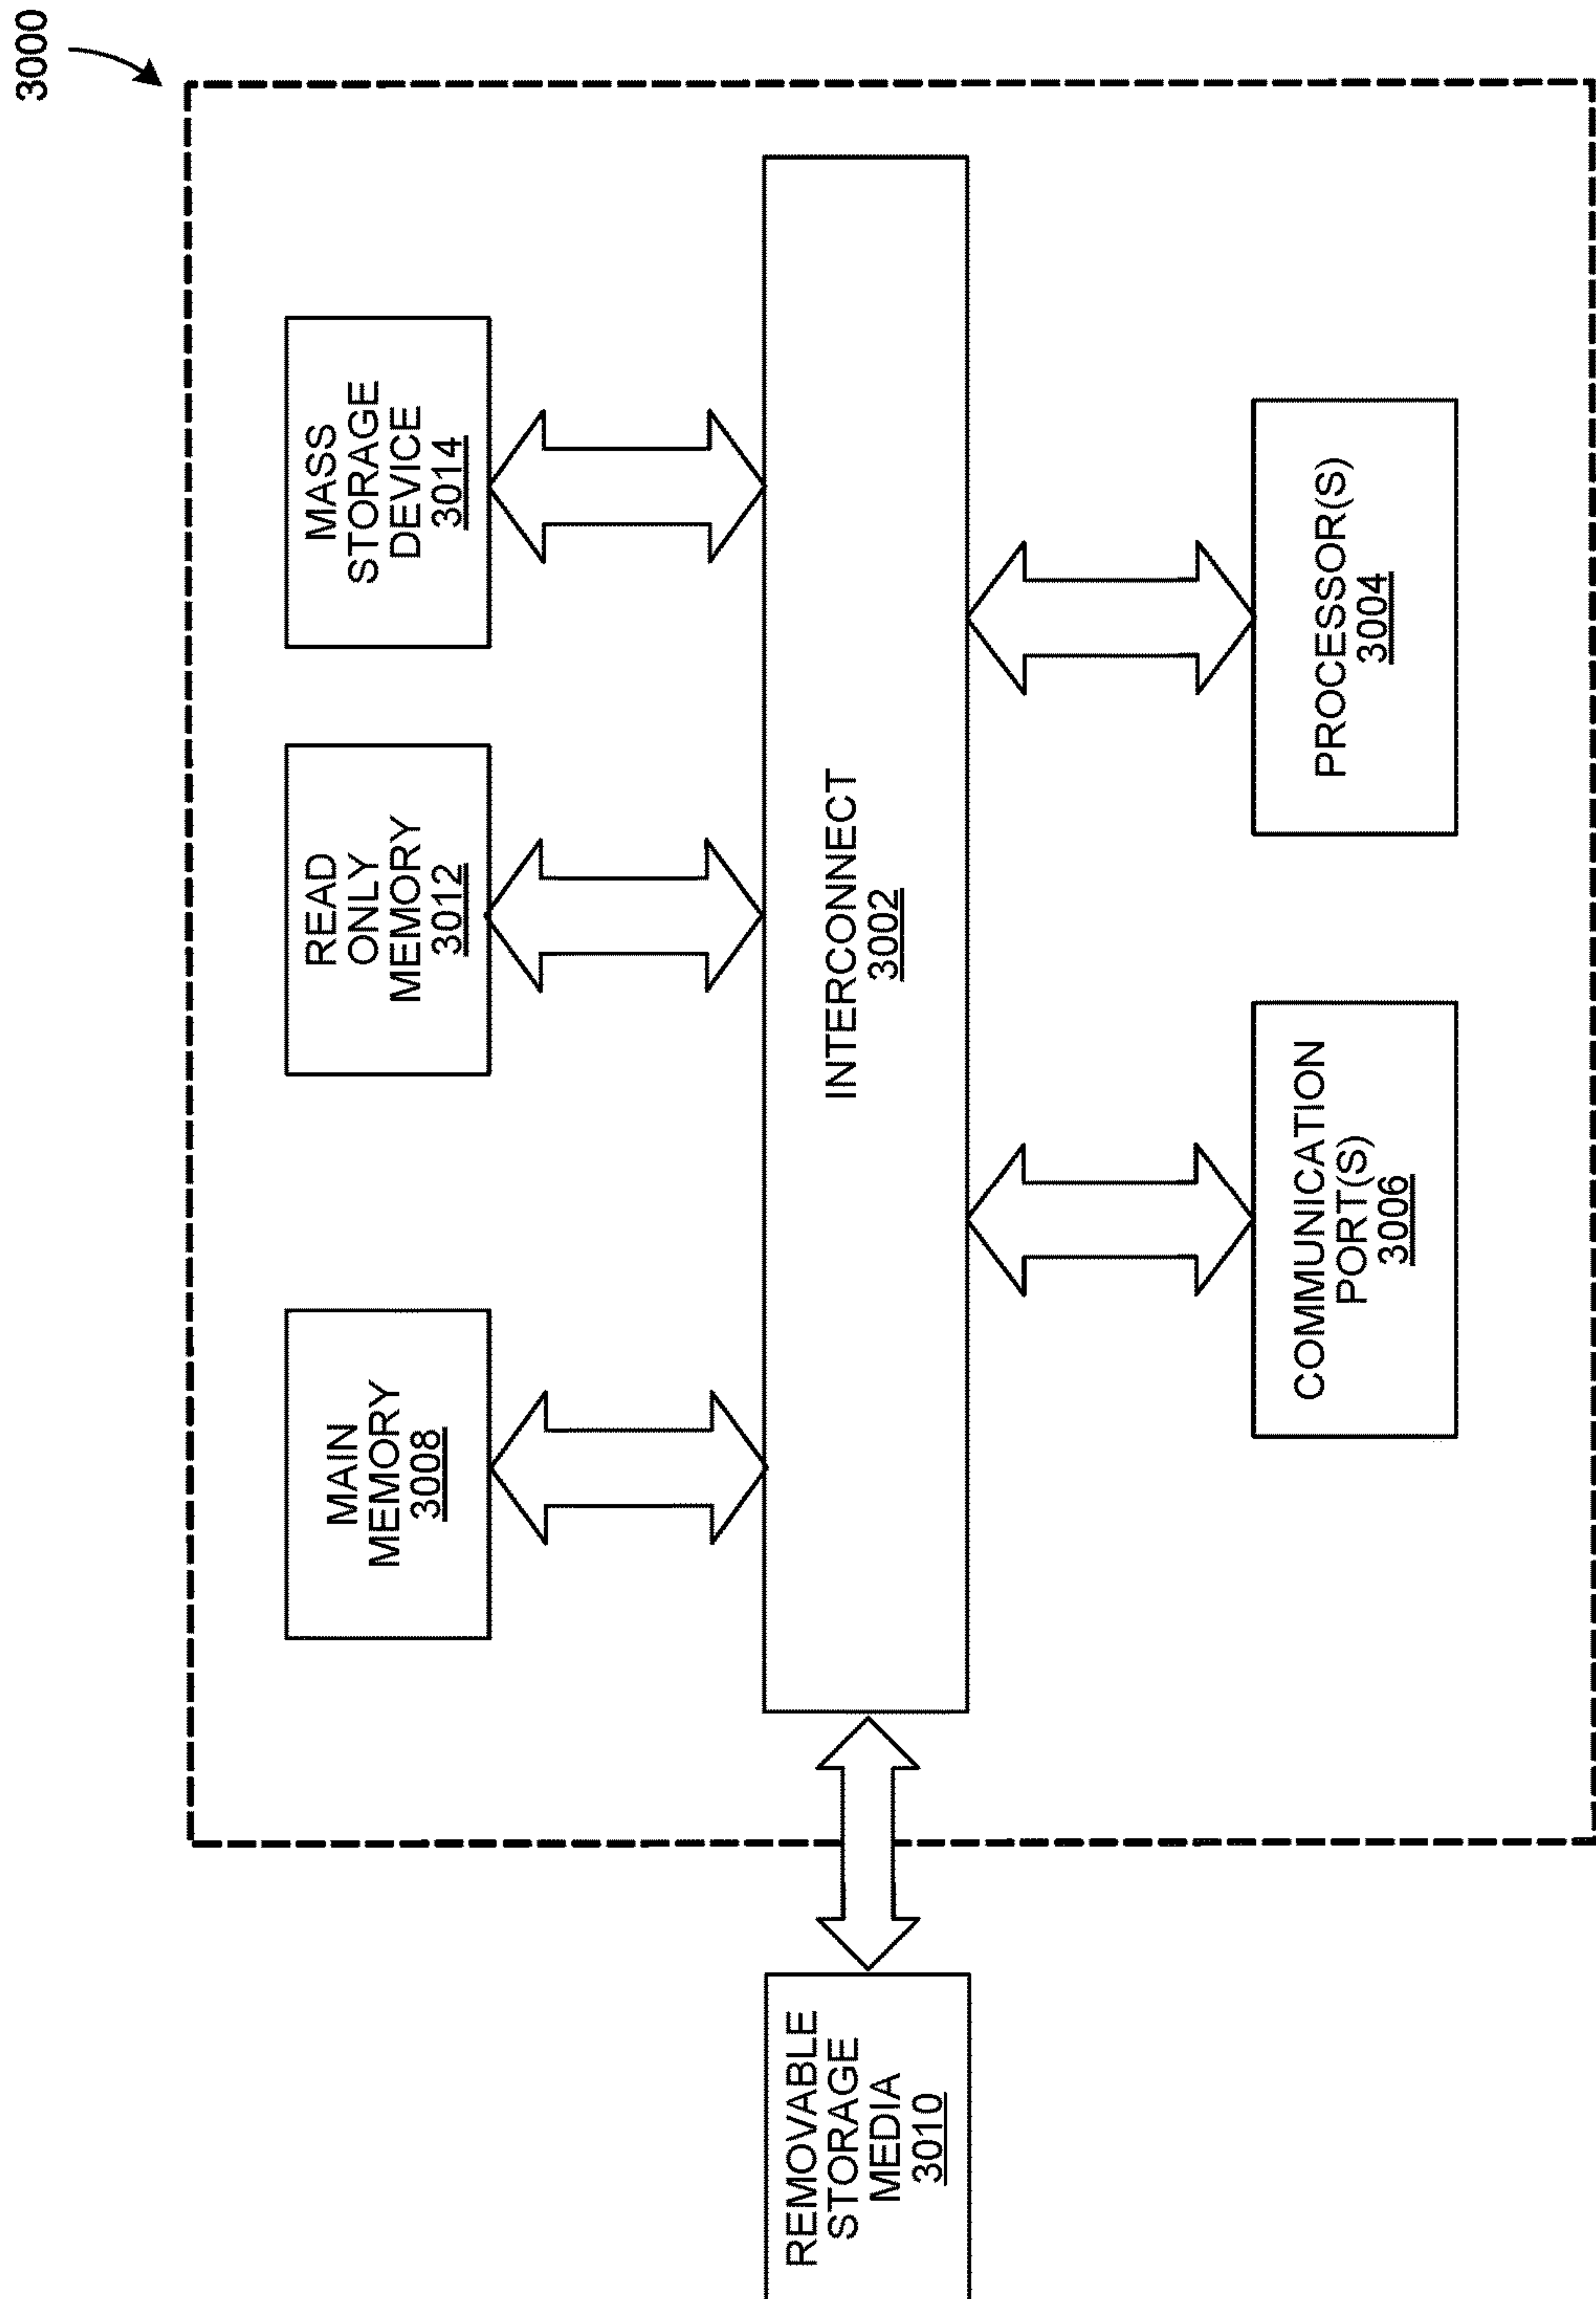 3000
MAIN
MEMORY
3008
READ
ONLY
MEMORY
3012
MASS
STORAGE
DEVICE
3014
REMOVABLE
STORAGE
MEDIA
3010
INTERCONNECT
3002
COMMUNICATION
PORT(S)
3006
PROCESSOR(S)
3004